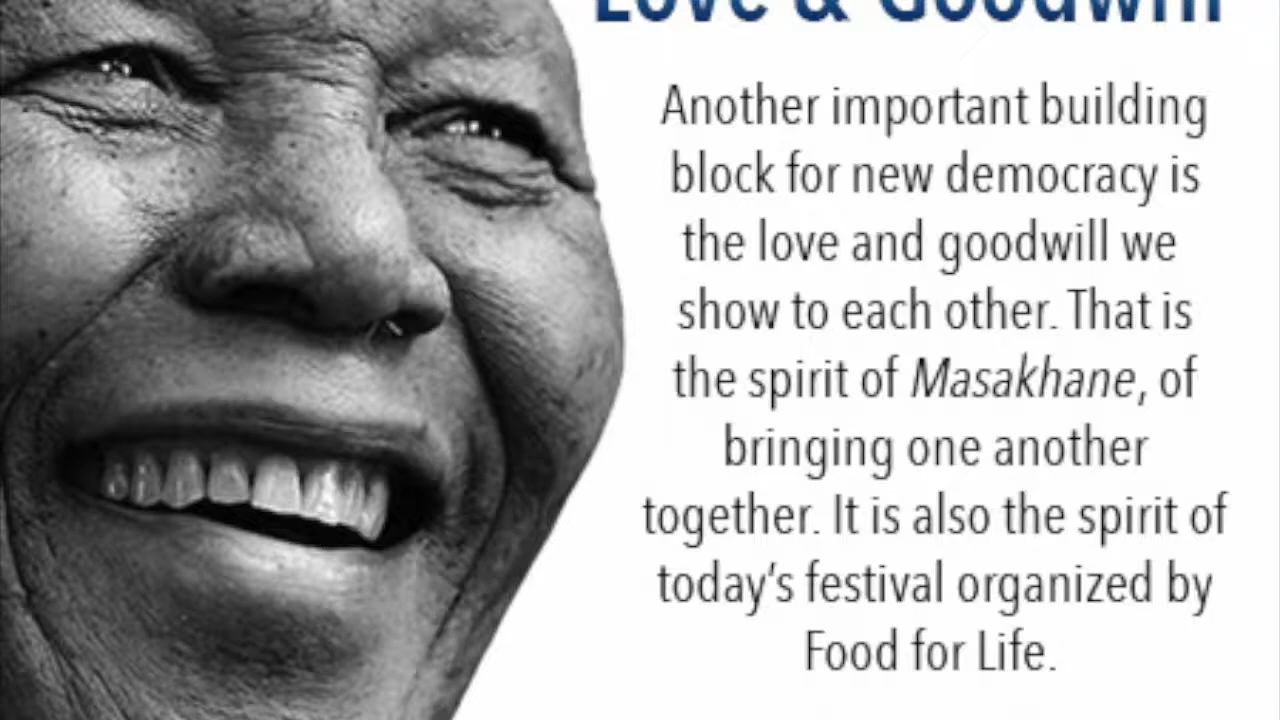 Love & Goodwill
Another important building
block for new democracy is
the love and goodwill we
show to each other. That is
the spirit of Masakhane, of
bringing one another
together. It is also the spirit of
today's festival organized by
Food for Life.